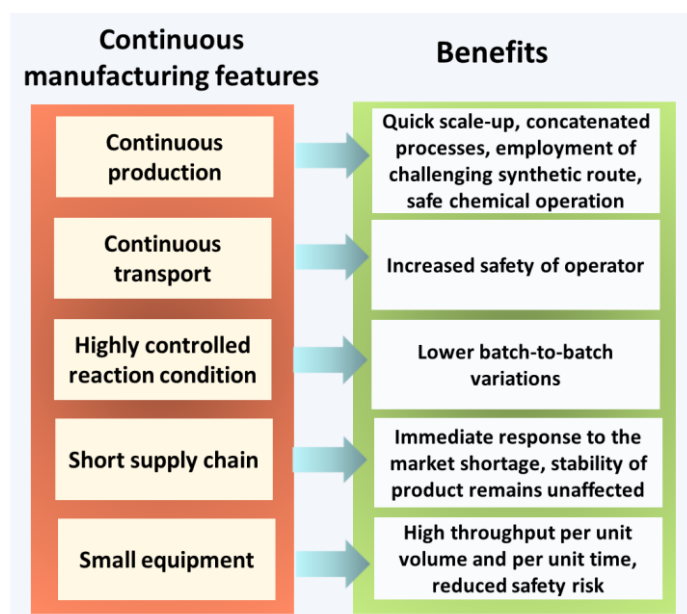 Continuous
manufacturing features
Benefits
Continuous
production
Quick scale-up, concatenated
processes, employment of
challenging synthetic route,
safe chemical operation
Continuous
transport
Increased safety of operator
Highly controlled
reaction condition
Lower batch-to-batch
variations
Short supply chain
Immediate response to the
market shortage, stability of
product remains unaffected
Small equipment
High throughput per unit
volume and per unit time,
reduced safety risk